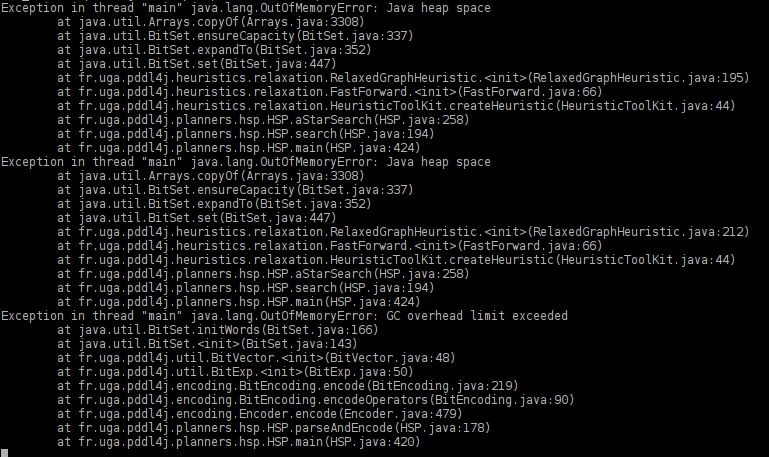 Exception in thread "main" java.lang.OutOfMemoryError: Java heap space
at java.util.Arrays.copyOf(Arrays.java:3308)
at java.util.BitSet.ensureCapacity(BitSet.java:337)
at java.util.BitSet.expandTo(BitSet.java:352)
at java.util.BitSet.set(BitSet.java:447)
at fr.uga.pddl4j.heuristics.relaxation.RelaxedGraphHeuristic.<init>(RelaxedGraphHeuristic.java:195)
at fr.uga.pddl4j.heuristics.relaxation.FastForward.<init>(FastForward.java:66)
at fr.uga.pddl4j.heuristics.relaxation.HeuristicToolKit.createHeuristic(HeuristicToolKit.java:44)
at fr.uga.pddl4j.planners.hsp.HSP.aStarSearch(HSP.java:258)
at fr.uga.pddl4j.planners.hsp.HSP.search(HSP.java:194)
at fr.uga.pddl4j.planners.hsp.HSP.main(HSP.java:424)
Exception in thread "main" java.lang.OutOfMemoryError: Java heap space
at java.util.Arrays.copyOf(Arrays.java:3308)
at java.util.BitSet.ensureCapacity(BitSet.java:337)
at java.util.BitSet.expandTo(BitSet.java:352)
at java.util.BitSet.set(BitSet.java:447)
at fr.uga.pddl4j.heuristics.relaxation.RelaxedGraphHeuristic.<init>(RelaxedGraphHeuristic.java:212)
at fr.uga.pddl4j.heuristics.relaxation.FastForward.<init>(FastForward.java:66)
at fr.uga.pddl4j.heuristics.relaxation.HeuristicToolKit.createHeuristic(HeuristicToolKit.java:44)
at fr.uga.pddl4j.planners.hsp.HSP.aStarSearch(HSP.java:258)
at fr.uga.pddl4j.planners.hsp.HSP.search(HSP.java:194)
at fr.uga.pddl4j.planners.hsp.HSP.main(HSP.java:424)
Exception in thread "main" java.lang.OutOfMemoryError: GC overhead limit exceeded
at java.util.BitSet.initWords(BitSet.java:166)
at java.util.BitSet.<init>(BitSet.java:143)
at fr.uga.pddl4j.util.BitVector.<init>(BitVector.java:48)
at fr.uga.pddl4j.util.BitExp.<init>(BitExp.java:50)
at fr.uga.pddl4j.encoding.BitEncoding.encode(BitEncoding.java:219)
at fr.uga.pddl4j.encoding.BitEncoding.encodeOperators(BitEncoding.java:90)
at fr.uga.pddl4j.encoding.Encoder.encode(Encoder.java:479)
at fr.uga.pddl4j.planners.hsp.HSP.parseAndEncode(HSP.java:178)
at fr.uga.pddl4j.planners.hsp.HSP.main(HSP.java:420)